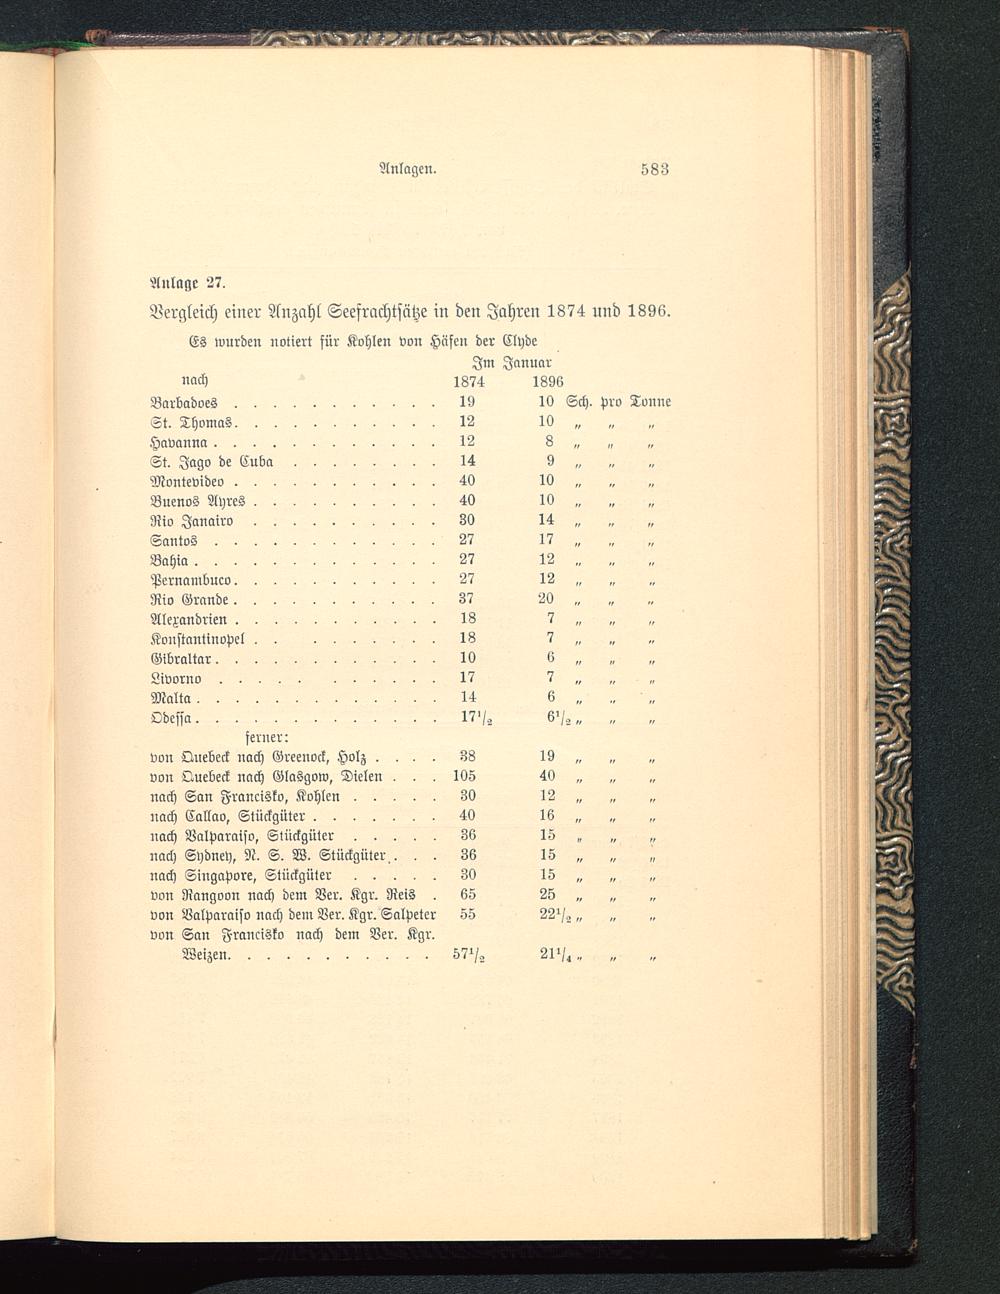 Anlagen. 583
Anlage 27.
Vergleich einer Anzahl Seefrachtsätze in den Jahren 1874 und 1896.
Es wurden notiert für Kohlen von Häfen der Clyde
Im Januar
nach 1874 1896
Barbadoes . . . . . . . . . . . 19 10 Sch. pro Tonne
St. Thomas. . . . . . . . . . . 12 10 „ „ „
Havanna . . . . . . . . . . . . 12 8 „ „ „
St. Jago de Cuba . . . . . . . . 14 9 „ „ „
Montevideo . . . . . . . . . . . 40 10 „ „ „
Buenos Ayres . . . . . . . . . . 40 10 „ „ „
Rio Janairo . . . . . . . . . . 30 14 „ „ „
Santos . . . . . . . . . . . . 27 17 „ „ „
Bahia . . . . . . . . . . . . . 27 12 „ „ „
Pernambuco. . . . . . . . . . . 27 12 „ „ „
Rio Grande . . . . . . . . . . . 37 20 „ „ „
Alexandrien . . . . . . . . . . . 18 7 „ „ „
Konstantinopel . . . . . . . . . 18 7 „ „ „
Gibraltar . . . . . . . . . . . . 10 6 „ „ „
Livorno . . . . . . . . . . . 17 7 „ „ „
Malta . . . . . . . . . . . . . 14 6 „ „ „
Odessa . . . . . . . . . . . . . 17½ 6½ „ „ „
ferner:
von Quebeck nach Greenock, Holz . . . . 38 19 „ „ „
von Quebeck nach Glasgow, Dielen . . . 105 40 „ „ „
nach San Francisko, Kohlen . . . . . 30 12 „ „ „
nach Callao, Stückgüter . . . . . . . 40 16 „ „ „
nach Valparaiso, Stückgüter . . . . . 36 15 „ „ „
nach Sydney, N. S. W. Stückgüter . . . 36 15 „ „ „
nach Singapore, Stückgüter . . . . . 30 15 „ „ „
von Rangoon nach dem Ver. Kgr. Reis . 65 25 „ „ „
von Valparaiso nach dem Ver. Kgr. Salpeter 55 22½ „ „ „
von San Francisko nach dem Ver. Kgr.
Weizen. . . . . . . . . . . 57½ 21¼ „ „ „